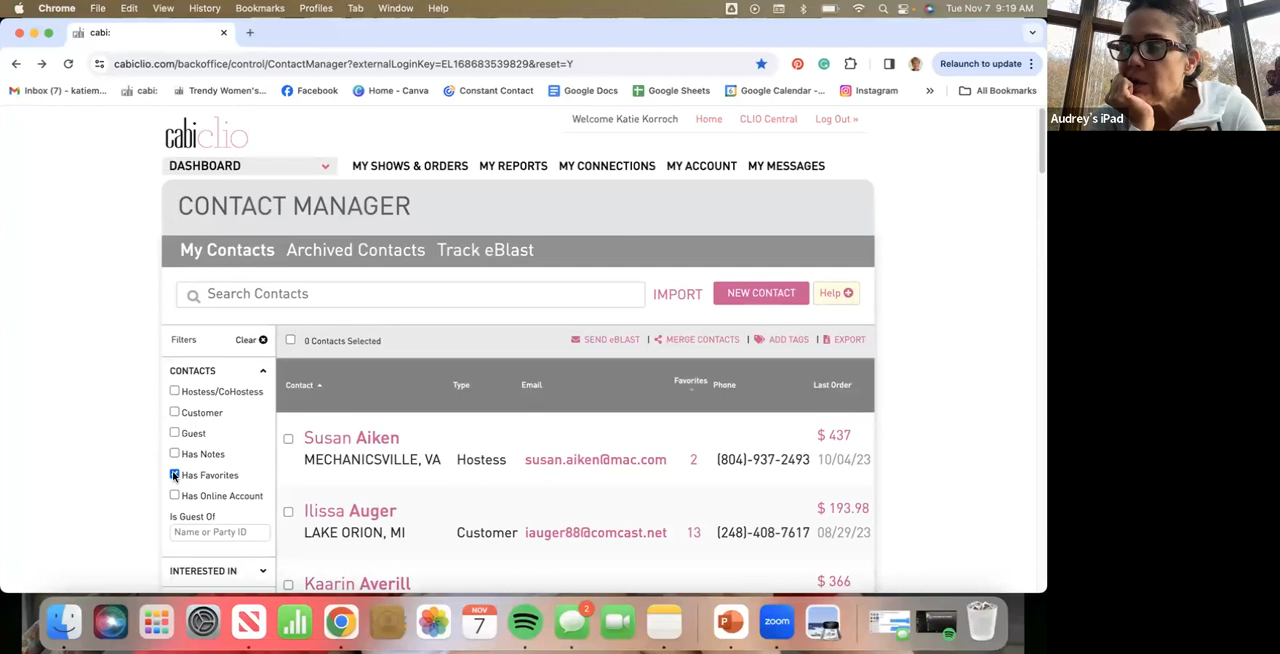 Chrome File Edit View History Bookmarks Profiles Tab Window Help Tue Nov 7 9:19 AM
cabi:
cabiclio.com/backoffice/control/ContactManager?externalLoginKey=EL168683539829&reset=Y Relaunch to update
Inbox (7) - katiem... cabi: Trendy Women's... Facebook Home - Canva Constant Contact Google Docs Google Sheets Google Calendar -... Instagram » All Bookmarks
Audrey's iPad
cabiclio Welcome Katie Korroch Home CLIO Central Log Out »
DASHBOARD MY SHOWS & ORDERS MY REPORTS MY CONNECTIONS MY ACCOUNT MY MESSAGES
CONTACT MANAGER
My Contacts Archived Contacts Track eBlast
Search Contacts IMPORT NEW CONTACT Help
Filters Clear 0 Contacts Selected SEND eBLAST | MERGE CONTACTS | ADD TAGS | EXPORT
CONTACTS
Contact Type Email Favorites Phone Last Order
Hostess/CoHostess
Customer
Guest
Has Notes
Has Favorites
Has Online Account
Is Guest Of
Name or Party ID
INTERESTED IN
Susan Aiken $ 437
MECHANICSVILLE, VA Hostess susan.aiken@mac.com 2 (804)-937-2493 10/04/23
Ilissa Auger $ 193.98
LAKE ORION, MI Customer iauger88@comcast.net 13 (248)-408-7617 08/29/23
Kaarin Averill $ 366
NOV
7
2
zoom